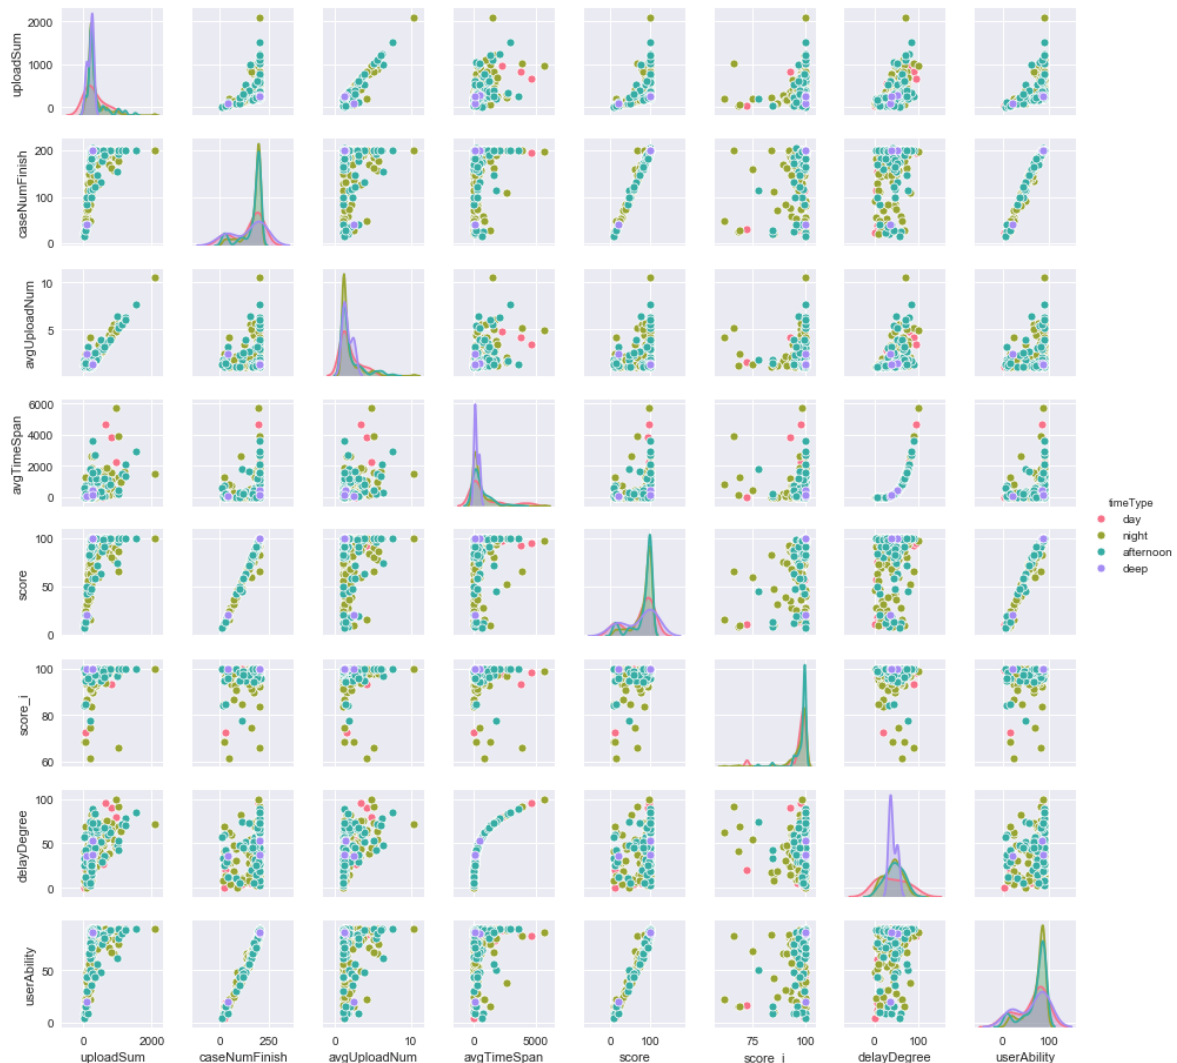 uploadSum
2000
1000
0
caseNumFinish
200
100
0
avgUploadNum
10
5
avgTimeSpan
6000
4000
2000
0
timeType
day
night
afternoon
deep
score
100
50
0
score_i
100
80
60
delayDegree
100
50
0
userAbility
50
0
0 2000 0 250 0 10 0 5000 0 100 75 100 0 100 0 100
uploadSum caseNumFinish avgUploadNum avgTimeSpan score score_i delayDegree userAbility